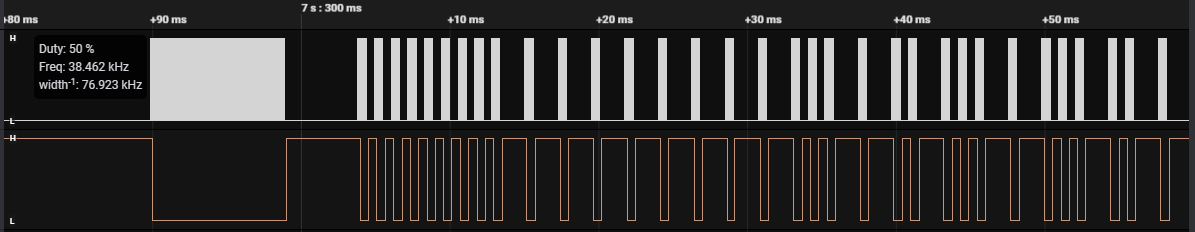 7 s : 300 ms
+80 ms +90 ms +10 ms +20 ms +30 ms +40 ms +50 ms
H
Duty: 50 %
Freq: 38.462 kHz
width⁻¹: 76.923 kHz
L
H
L